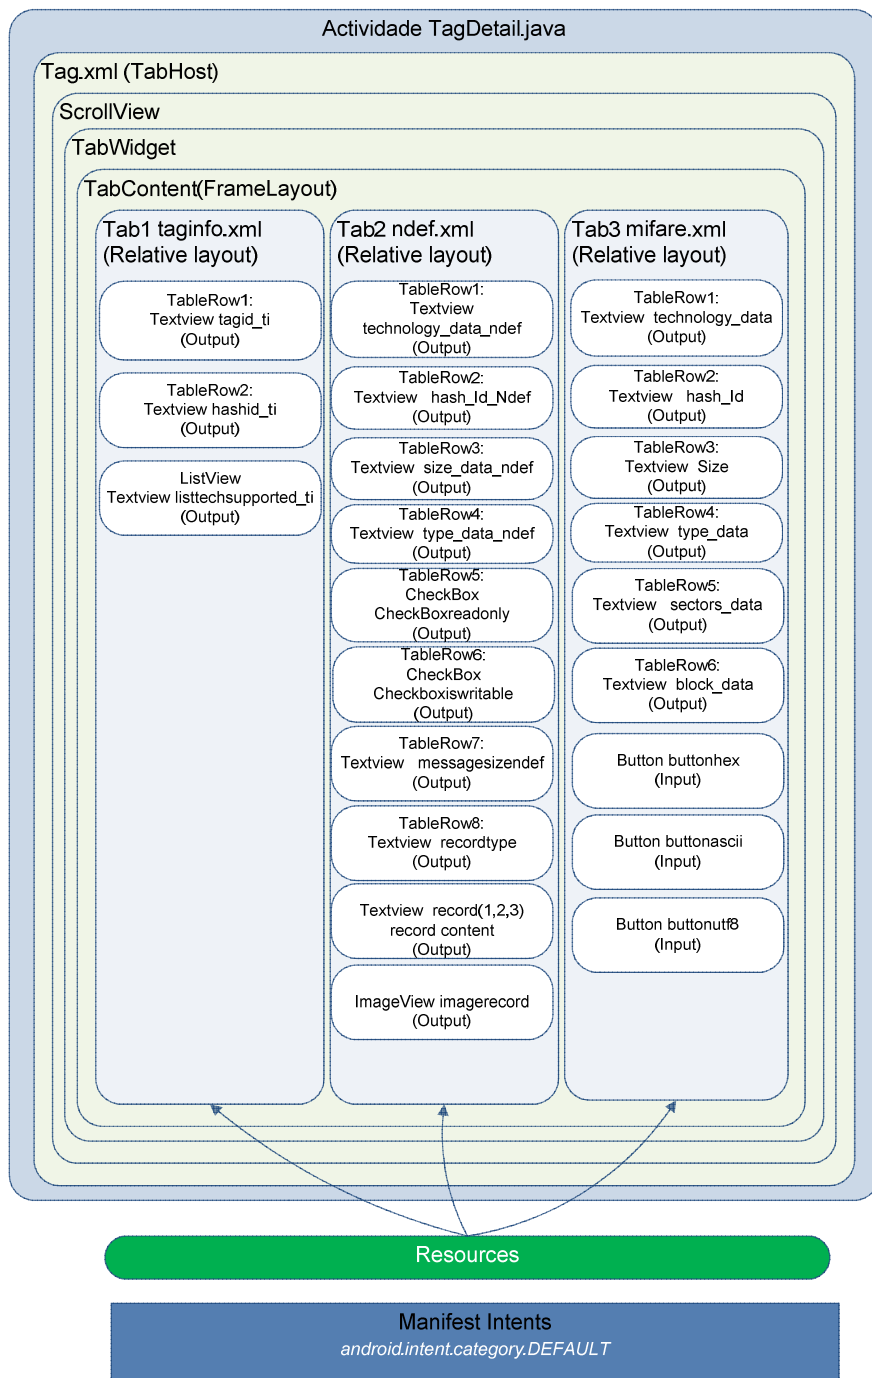 Actividade TagDetail.java
Tag.xml (TabHost)
ScrollView
TabWidget
TabContent(FrameLayout)
Tab1 taginfo.xml
(Relative layout)
TableRow1:
Textview tagid_ti
(Output)
TableRow2:
Textview hashid_ti
(Output)
ListView
Textview listtechsupported_ti
(Output)
Tab2 ndef.xml
(Relative layout)
TableRow1:
Textview
technology_data_ndef
(Output)
TableRow2:
Textview hash_Id_Ndef
(Output)
TableRow3:
Textview size_data_ndef
(Output)
TableRow4:
Textview type_data_ndef
(Output)
TableRow5:
CheckBox
CheckBoxreadonly
(Output)
TableRow6:
CheckBox
Checkboxiswritable
(Output)
TableRow7:
Textview messagesizendef
(Output)
TableRow8:
Textview recordtype
(Output)
Textview record(1,2,3)
record content
(Output)
ImageView imagerecord
(Output)
Tab3 mifare.xml
(Relative layout)
TableRow1:
Textview technology_data
(Output)
TableRow2:
Textview hash_Id
(Output)
TableRow3:
Textview Size
(Output)
TableRow4:
Textview type_data
(Output)
TableRow5:
Textview sectors_data
(Output)
TableRow6:
Textview block_data
(Output)
Button buttonhex
(Input)
Button buttonascii
(Input)
Button buttonutf8
(Input)
Resources
Manifest Intents
android.intent.category.DEFAULT